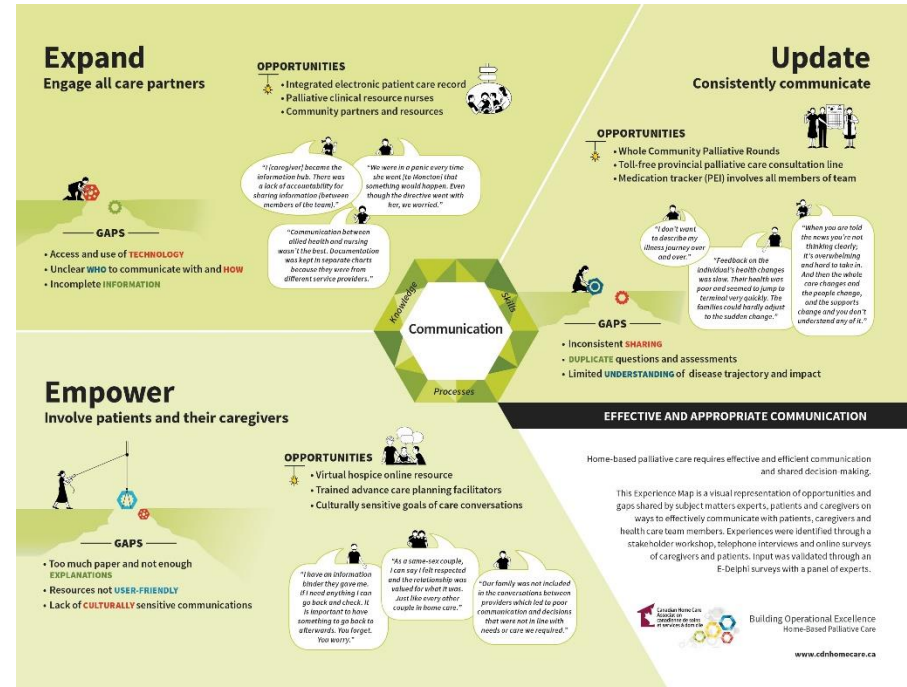 Expand
Engage all care partners
OPPORTUNITIES
• Integrated electronic patient care record
• Palliative clinical resource nurses
• Community partners and resources
"I (caregiver) became the
information hub. There was
a lack of accountability for
sharing information (between
members of the team)."
"We were in a panic every time
she went [to Moncton] that
something would happen. Even
though the directive went with
her, we worried."
"Communication between
allied health and nursing
wasn't the best. Documentation
was kept in separate charts
because they were from
different service providers."
GAPS
• Access and use of TECHNOLOGY
• Unclear WHO to communicate with and HOW
• Incomplete INFORMATION
Update
Consistently communicate
OPPORTUNITIES
• Whole Community Palliative Rounds
• Toll-free provincial palliative care consultation line
• Medication tracker (PEI) involves all members of team
"I don't want
to describe my
illness journey over
and over."
"Feedback on the
individual's health changes
was slow. Their health was
poor and seemed to jump to
terminal very quickly. The
families could hardly adjust
to the sudden change."
"When you are told
the news you're not
thinking clearly;
it's overwhelming
and hard to take in.
And then the whole
care changes and
the people change,
and the supports
change and you don't
understand any of it."
GAPS
• Inconsistent SHARING
• DUPLICATE questions and assessments
• Limited UNDERSTANDING of disease trajectory and impact
Knowledge
Skills
Communication
Processes
Empower
Involve patients and their caregivers
OPPORTUNITIES
• Virtual hospice online resource
• Trained advance care planning facilitators
• Culturally sensitive goals of care conversations
GAPS
• Too much paper and not enough
EXPLANATIONS
• Resources not USER-FRIENDLY
• Lack of CULTURALLY sensitive communications
"I have an information
binder they gave me.
If I need anything I can
go back and check. It
is important to have
something to go back to
afterwards. You forget.
You worry."
"As a same-sex couple,
I can say I felt respected
and the relationship was
valued for what it was.
Just like every other
couple in home care."
"Our family was not included
in the conversations between
providers which led to poor
communication and decisions
that were not in line with
needs or care we required."
EFFECTIVE AND APPROPRIATE COMMUNICATION
Home-based palliative care requires effective and efficient communication
and shared decision-making.
This Experience Map is a visual representation of opportunities and
gaps shared by subject matters experts, patients and caregivers on
ways to effectively communicate with patients, caregivers and
health care team members. Experiences were identified through a
stakeholder workshop, telephone interviews and online surveys
of caregivers and patients. Input was validated through an
E-Delphi surveys with a panel of experts.
Canadian Home Care
Association
canadienne de soins
et services à domicile
Building Operational Excellence
Home-Based Palliative Care
www.cdnhomecare.ca